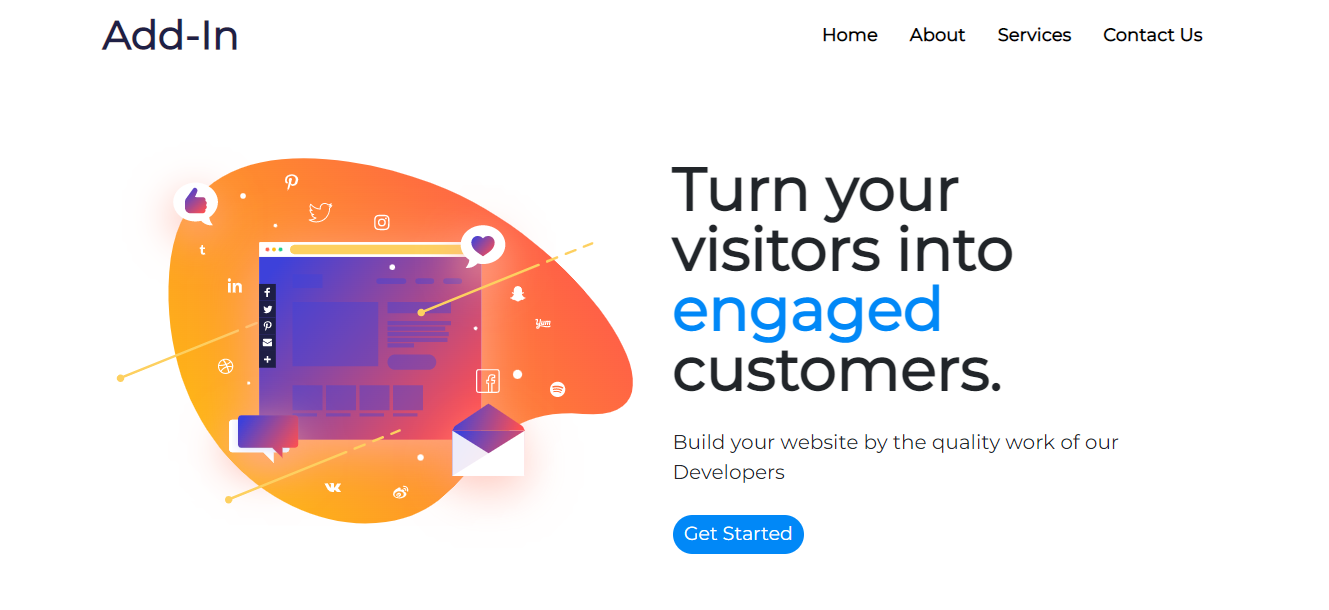 Add-In
Home About Services Contact Us
Turn your
visitors into
engaged
customers.
Build your website by the quality work of our
Developers
Get Started
Yum